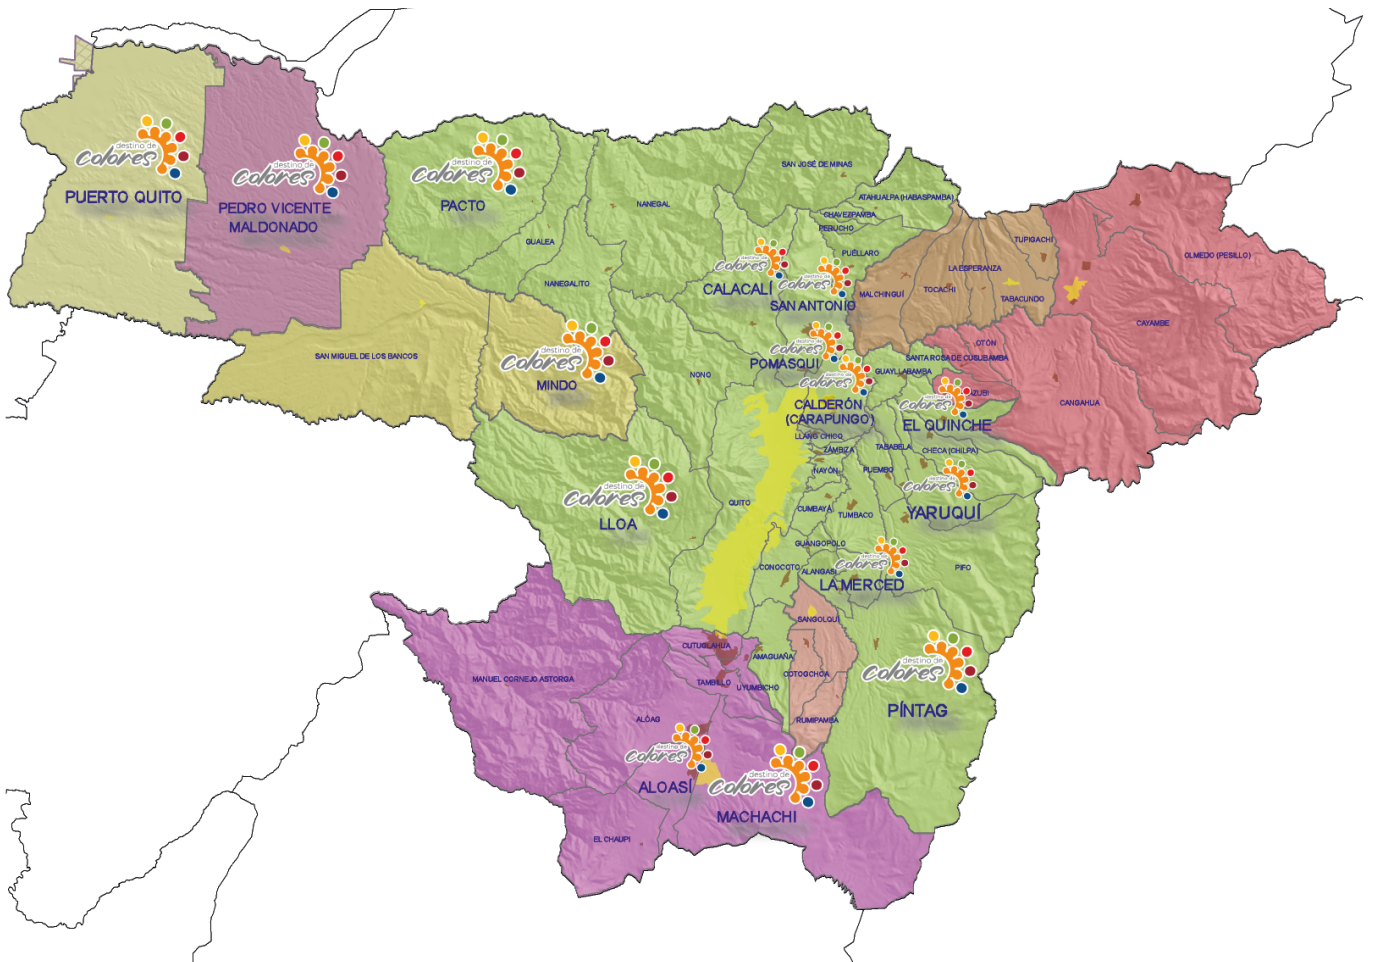 destino de
colores
PUERTO QUITO
destino de
colores
PEDRO VICENTE
MALDONADO
destino de
colores
PACTO
GUALEA
NANEGAL
NANEGALITO
SAN JOSÉ DE MINAS
ATAHUALPA (HABASPAMBA)
CHAVEZPAMBA
PERUCHO
PUÉLLARO
destino de
colores
CALACALÍ
destino de
colores
SAN ANTONIO
MALCHINGUÍ
TOCACHI
LA ESPERANZA
TUPIGACHI
TABACUNDO
OLMEDO (PESILLO)
CAYAMBE
OTÓN
SANTA ROSA DE CUSUBAMBA
CANGAHUA
SAN MIGUEL DE LOS BANCOS
destino de
colores
MINDO
NONO
destino de
colores
POMASQUI
destino de
colores
CALDERÓN
(CARAPUNGO)
GUAYLLABAMBA
AZUBI
destino de
colores
EL QUINCHE
LLANO CHICO
ZÁMBIZA
NAYÓN
TABABELA
CHECA (CHILPA)
PUEMBO
destino de
colores
YARUQUÍ
destino de
colores
LLOA
QUITO
CUMBAYÁ
TUMBACO
GUANGOPOLO
CONOCOTO
ALANGASÍ
destino de
colores
LA MERCED
PIFO
SANGOLQUÍ
COTOGCHOA
RUMIPAMBA
destino de
colores
PÍNTAG
CUTUGLAHUA
AMAGUAÑA
TAMBILLO
UYUMBICHO
MANUEL CORNEJO ASTORGA
ALÓAG
destino de
colores
ALOASÍ
destino de
colores
MACHACHI
EL CHAUPI